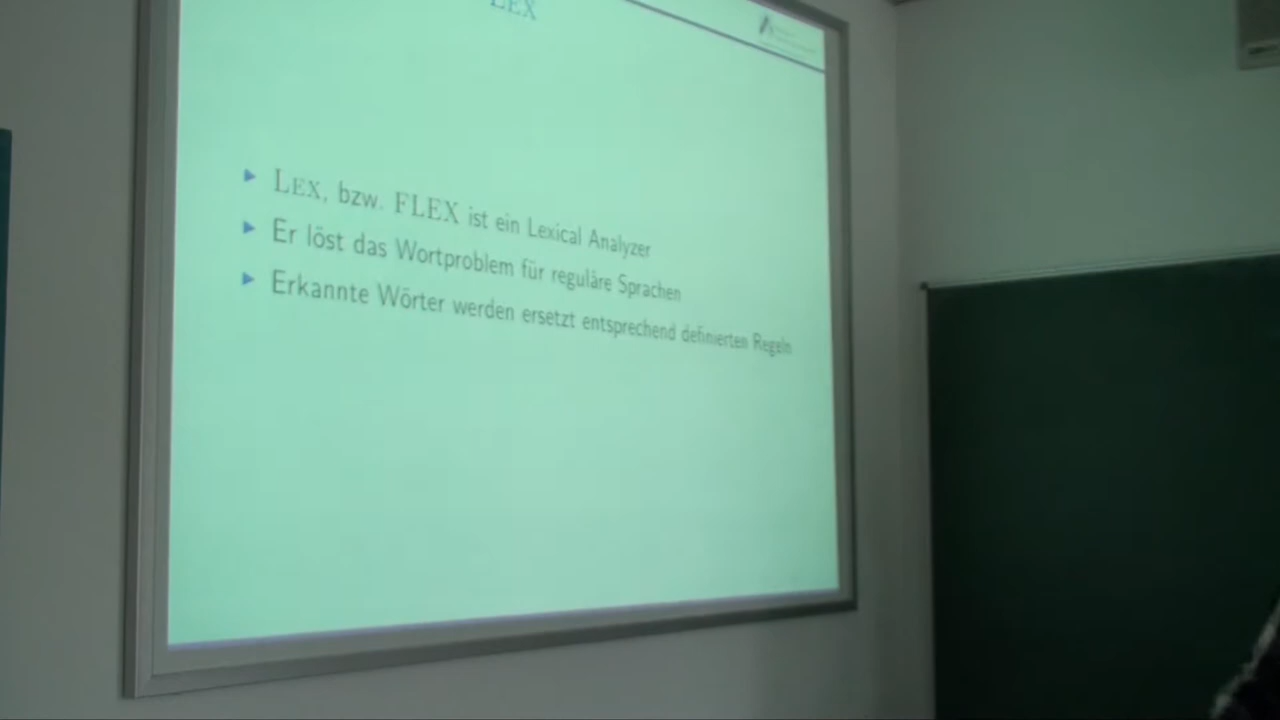 LEX
LEX, bzw. FLEX ist ein Lexical Analyzer
Er löst das Wortproblem für reguläre Sprachen
Erkannte Wörter werden ersetzt entsprechend definierten Regeln